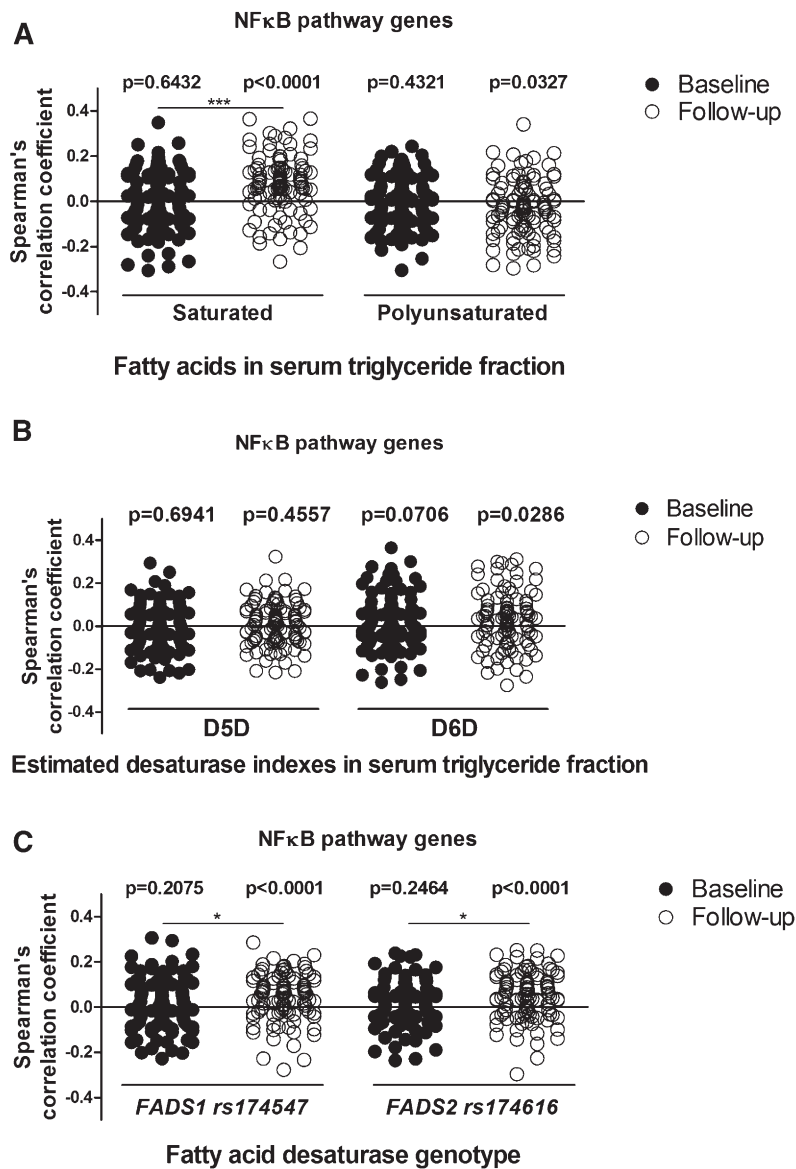 A
NFκB pathway genes
p=0.6432 p<0.0001 p=0.4321 p=0.0327
***
Baseline
Follow-up
Spearman's
correlation coefficient
0.4
0.2
0.0
-0.2
-0.4
Saturated Polyunsaturated
Fatty acids in serum triglyceride fraction
B
NFκB pathway genes
p=0.6941 p=0.4557 p=0.0706 p=0.0286
Baseline
Follow-up
Spearman's
correlation coefficient
0.4
0.2
0.0
-0.2
-0.4
D5D D6D
Estimated desaturase indexes in serum triglyceride fraction
C
NFκB pathway genes
p=0.2075 p<0.0001 p=0.2464 p<0.0001
* *
Baseline
Follow-up
Spearman's
correlation coefficient
0.4
0.2
0.0
-0.2
-0.4
FADS1 rs174547 FADS2 rs174616
Fatty acid desaturase genotype